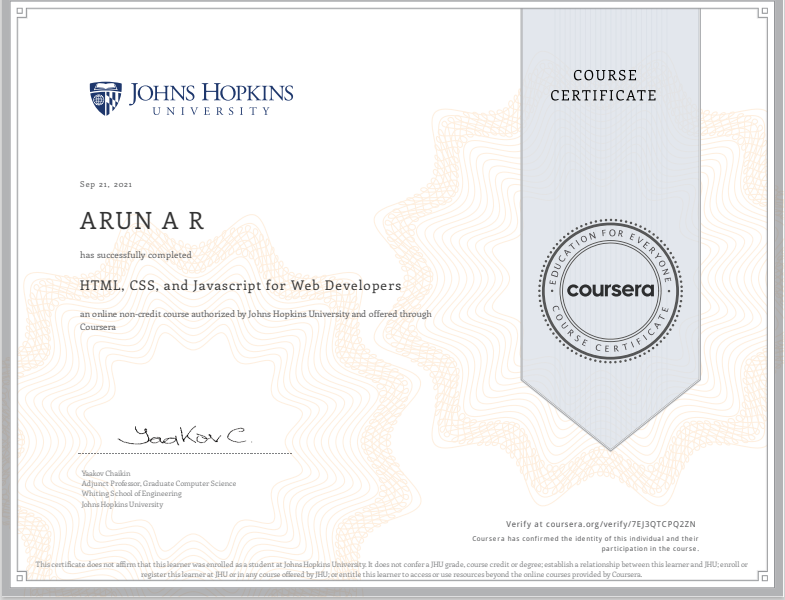 JOHNS HOPKINS
UNIVERSITY
COURSE
CERTIFICATE
Sep 21, 2021
ARUN A R
has successfully completed
HTML, CSS, and Javascript for Web Developers
an online non-credit course authorized by Johns Hopkins University and offered through
Coursera
EDUCATION FOR EVERYONE
coursera
COURSE CERTIFICATE
Yaakov C.
Yaakov Chaikin
Adjunct Professor, Graduate Computer Science
Whiting School of Engineering
Johns Hopkins University
Verify at coursera.org/verify/7EJ3QTCPQ2ZN
Coursera has confirmed the identity of this individual and their
participation in the course.
This certificate does not affirm that this learner was enrolled as a student at Johns Hopkins University. It does not confer a JHU grade, course credit or degree; establish a relationship between this learner and JHU; enroll or
register this learner at JHU or in any course offered by JHU; or entitle this learner to access or use resources beyond the online courses provided by Coursera.